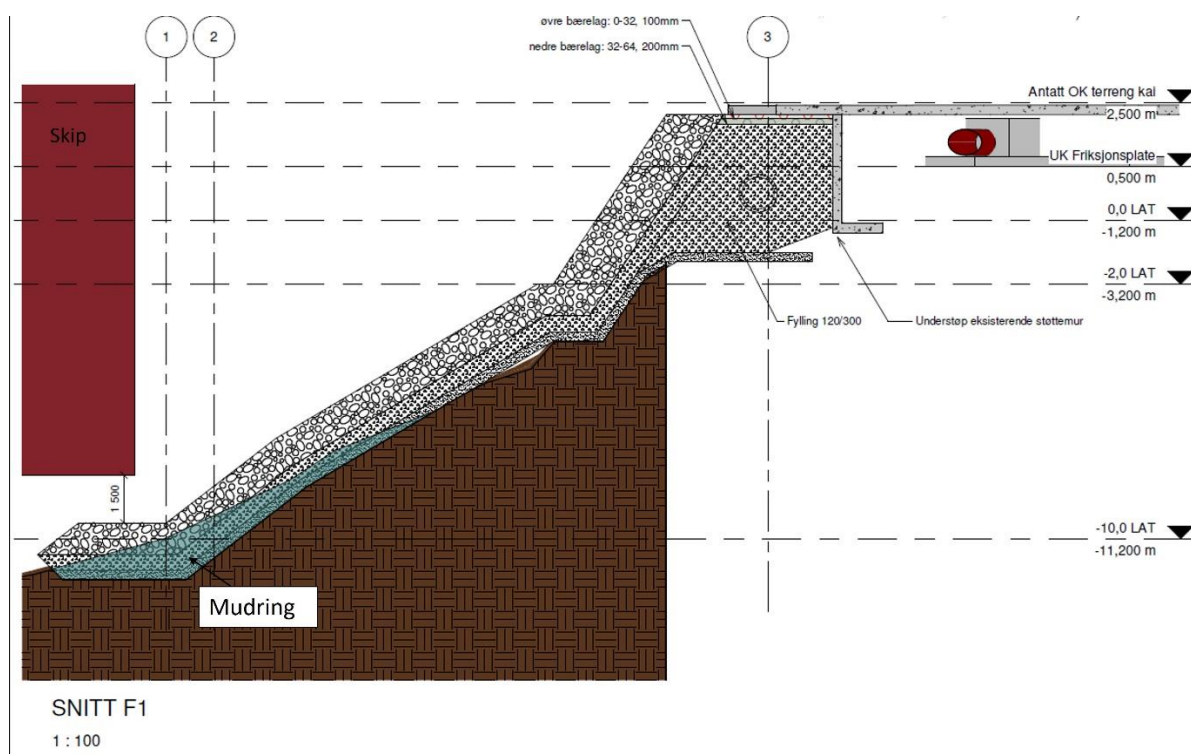 øvre bærelag: 0-32, 100mm
1
2
nedre bærelag: 32-64, 200mm
3
Antatt OK terreng kai
2,500 m
Skip
UK Friksjonsplate
0,500 m
0,0 LAT
-1,200 m
-2,0 LAT
-3,200 m
Fylling 120/300
Understøp eksisterende støttemur
1 500
-10,0 LAT
-11,200 m
Mudring
SNITT F1
1 : 100